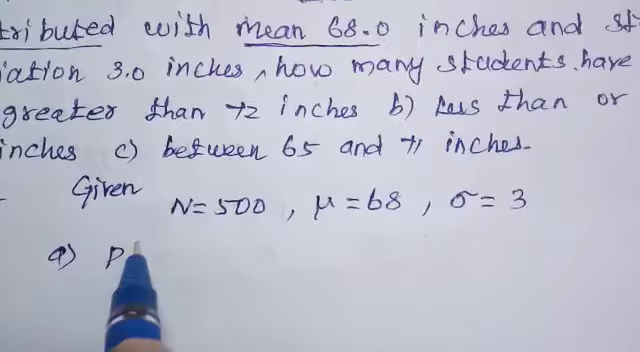 tributed with mean 68.0 inches and st
iation 3.0 inches, how many students have
greater than 72 inches b) less than or
inches c) between 65 and 71 inches.
Given N=500, μ=68, σ=3
a) P